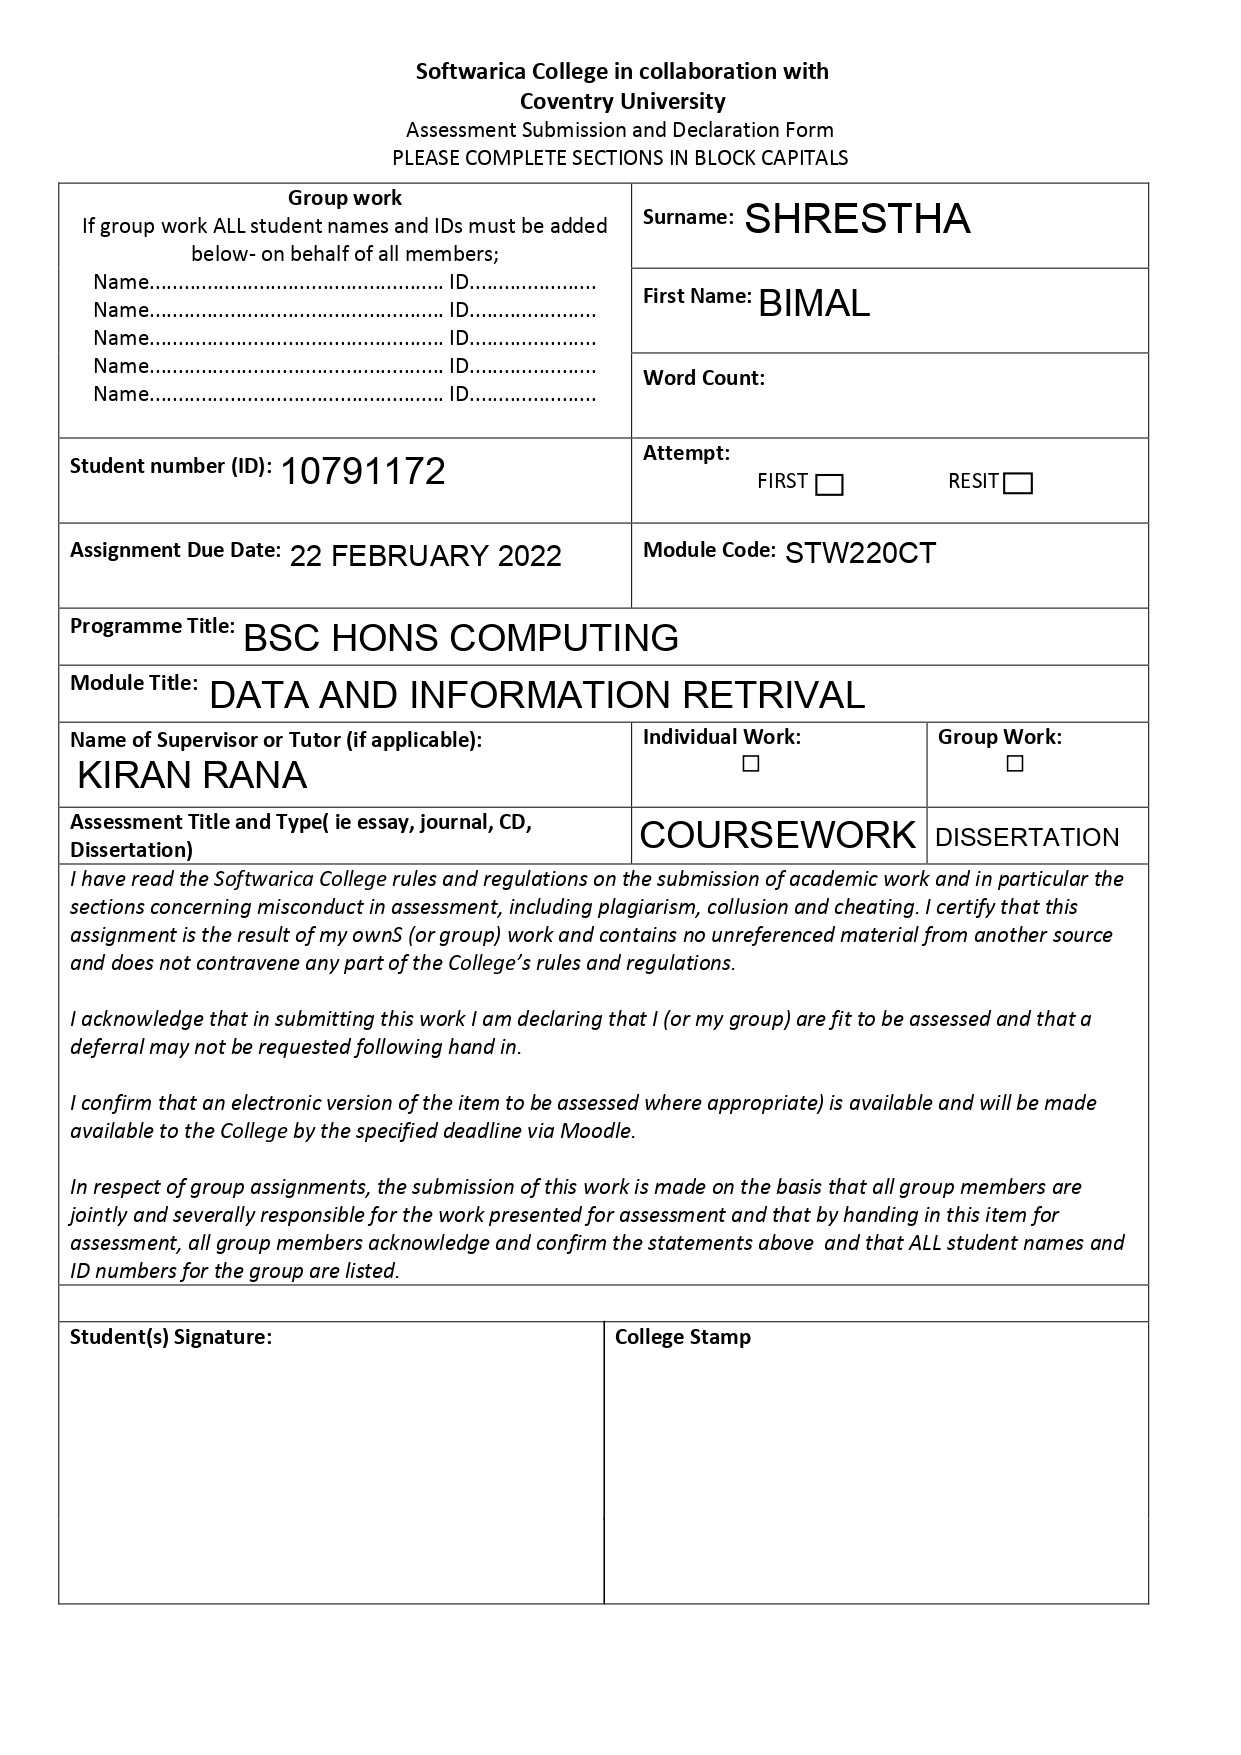 Softwarica College in collaboration with
Coventry University
Assessment Submission and Declaration Form
PLEASE COMPLETE SECTIONS IN BLOCK CAPITALS
Group work
If group work ALL student names and IDs must be added
below- on behalf of all members;
Name................................................... ID......................
Name................................................... ID......................
Name................................................... ID......................
Name................................................... ID......................
Name................................................... ID......................
Surname: SHRESTHA
First Name: BIMAL
Word Count:
Student number (ID): 10791172
Attempt:
FIRST ☐ RESIT ☐
Assignment Due Date: 22 FEBRUARY 2022
Module Code: STW220CT
Programme Title: BSC HONS COMPUTING
Module Title: DATA AND INFORMATION RETRIVAL
Name of Supervisor or Tutor (if applicable):
KIRAN RANA
Individual Work:
☐
Group Work:
☐
Assessment Title and Type( ie essay, journal, CD,
Dissertation)
COURSEWORK
DISSERTATION
I have read the Softwarica College rules and regulations on the submission of academic work and in particular the
sections concerning misconduct in assessment, including plagiarism, collusion and cheating. I certify that this
assignment is the result of my ownS (or group) work and contains no unreferenced material from another source
and does not contravene any part of the College’s rules and regulations.
I acknowledge that in submitting this work I am declaring that I (or my group) are fit to be assessed and that a
deferral may not be requested following hand in.
I confirm that an electronic version of the item to be assessed where appropriate) is available and will be made
available to the College by the specified deadline via Moodle.
In respect of group assignments, the submission of this work is made on the basis that all group members are
jointly and severally responsible for the work presented for assessment and that by handing in this item for
assessment, all group members acknowledge and confirm the statements above  and that ALL student names and
ID numbers for the group are listed.
Student(s) Signature:
College Stamp